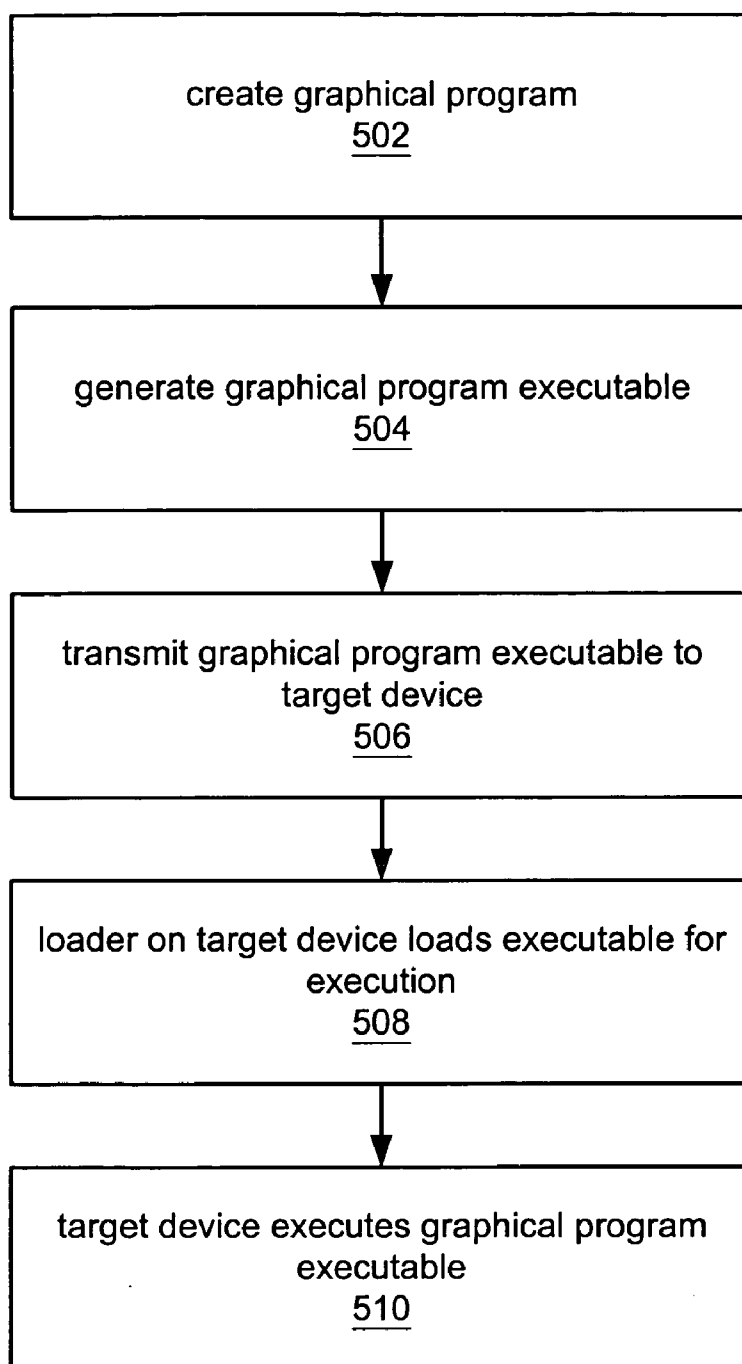 create graphical program
502
generate graphical program executable
504
transmit graphical program executable to
target device
506
loader on target device loads executable for
execution
508
target device executes graphical program
executable
510